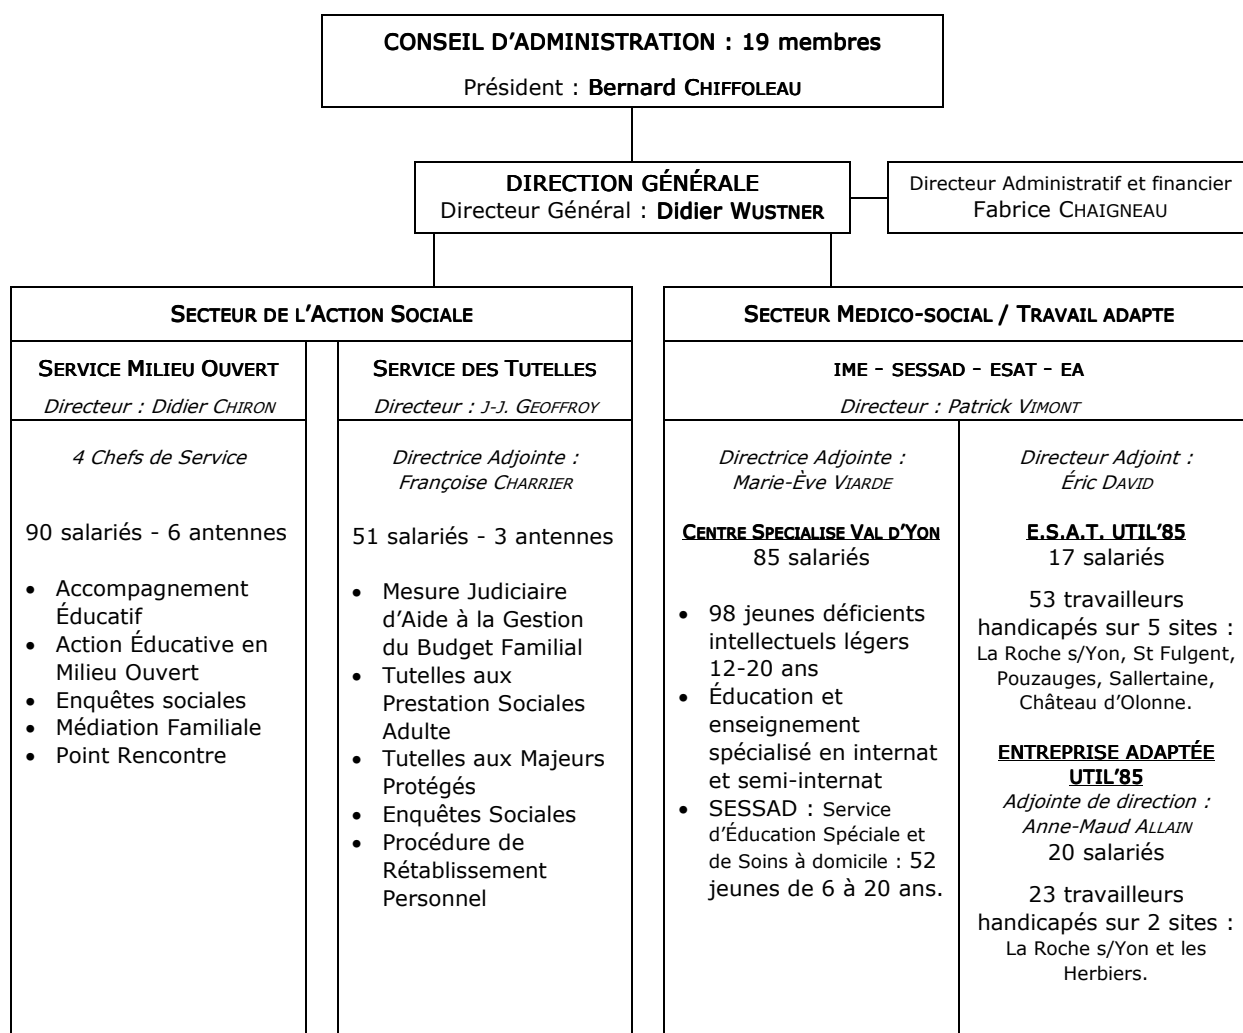 CONSEIL D'ADMINISTRATION : 19 membres
Président : Bernard CHIFFOLEAU
DIRECTION GÉNÉRALE
Directeur Général : Didier WUSTNER
Directeur Administratif et financier
Fabrice CHAIGNEAU
SECTEUR DE L'ACTION SOCIALE
SERVICE MILIEU OUVERT
Directeur : Didier CHIRON
4 Chefs de Service
90 salariés - 6 antennes
• Accompagnement
Éducatif
• Action Éducative en
Milieu Ouvert
• Enquêtes sociales
• Médiation Familiale
• Point Rencontre
SERVICE DES TUTELLES
Directeur : J-J. GEOFFROY
Directrice Adjointe :
Françoise CHARRIER
51 salariés - 3 antennes
• Mesure Judiciaire
d'Aide à la Gestion
du Budget Familial
• Tutelles aux
Prestation Sociales
Adulte
• Tutelles aux Majeurs
Protégés
• Enquêtes Sociales
• Procédure de
Rétablissement
Personnel
SECTEUR MEDICO-SOCIAL / TRAVAIL ADAPTE
IME - SESSAD - ESAT - EA
Directeur : Patrick VIMONT
Directrice Adjointe :
Marie-Ève VIARDE
CENTRE SPECIALISE VAL D'YON
85 salariés
• 98 jeunes déficients
intellectuels légers
12-20 ans
• Éducation et
enseignement
spécialisé en internat
et semi-internat
• SESSAD : Service
d'Éducation Spéciale et
de Soins à domicile : 52
jeunes de 6 à 20 ans.
Directeur Adjoint :
Éric DAVID
E.S.A.T. UTIL'85
17 salariés
53 travailleurs
handicapés sur 5 sites :
La Roche s/Yon, St Fulgent,
Pouzauges, Sallertaine,
Château d'Olonne.
ENTREPRISE ADAPTÉE
UTIL'85
Adjointe de direction :
Anne-Maud ALLAIN
20 salariés
23 travailleurs
handicapés sur 2 sites :
La Roche s/Yon et les
Herbiers.